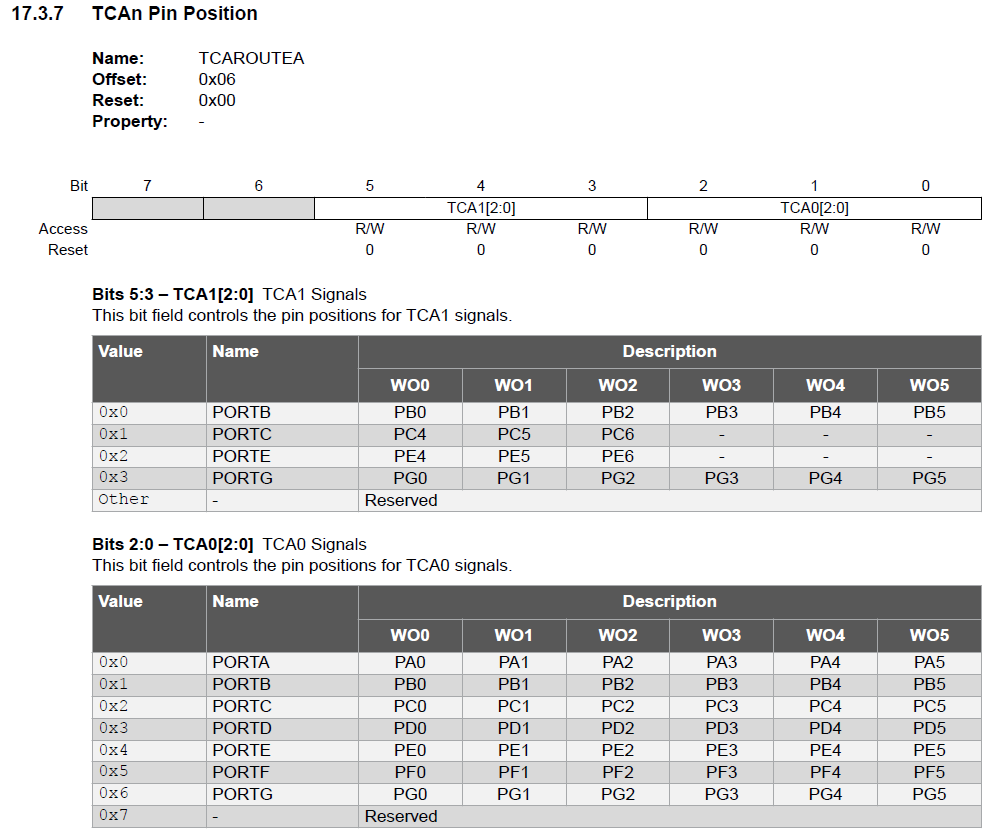 17.3.7 TCAn Pin Position
Name: TCAROUTEA
Offset: 0x06
Reset: 0x00
Property: -
Bit 7 6 5 4 3 2 1 0
TCA1[2:0] TCA0[2:0]
Access R/W R/W R/W R/W R/W R/W
Reset 0 0 0 0 0 0
Bits 5:3 – TCA1[2:0] TCA1 Signals
This bit field controls the pin positions for TCA1 signals.
Value Name Description
WO0 WO1 WO2 WO3 WO4 WO5
0x0 PORTB PB0 PB1 PB2 PB3 PB4 PB5
0x1 PORTC PC4 PC5 PC6 - - -
0x2 PORTE PE4 PE5 PE6 - - -
0x3 PORTG PG0 PG1 PG2 PG3 PG4 PG5
Other - Reserved
Bits 2:0 – TCA0[2:0] TCA0 Signals
This bit field controls the pin positions for TCA0 signals.
Value Name Description
WO0 WO1 WO2 WO3 WO4 WO5
0x0 PORTA PA0 PA1 PA2 PA3 PA4 PA5
0x1 PORTB PB0 PB1 PB2 PB3 PB4 PB5
0x2 PORTC PC0 PC1 PC2 PC3 PC4 PC5
0x3 PORTD PD0 PD1 PD2 PD3 PD4 PD5
0x4 PORTE PE0 PE1 PE2 PE3 PE4 PE5
0x5 PORTF PF0 PF1 PF2 PF3 PF4 PF5
0x6 PORTG PG0 PG1 PG2 PG3 PG4 PG5
0x7 - Reserved